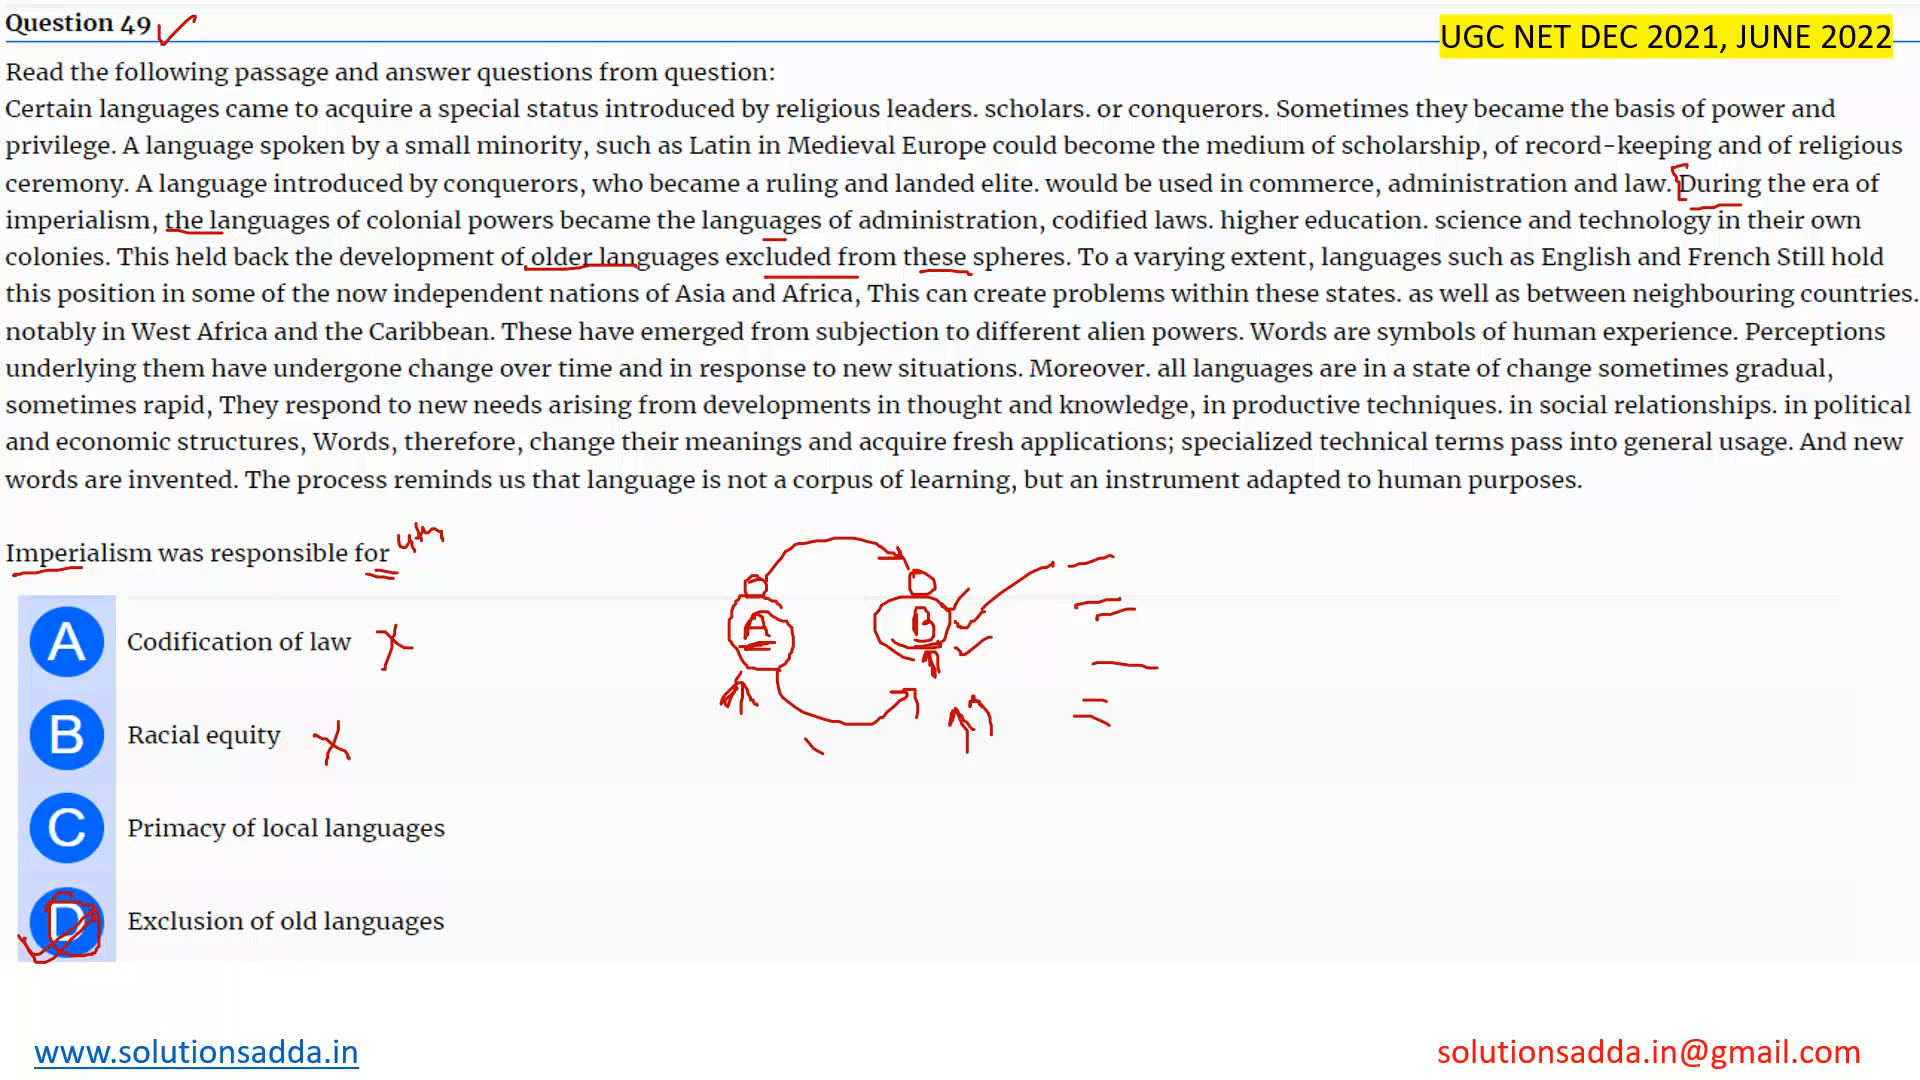 Question 49
UGC NET DEC 2021, JUNE 2022
Read the following passage and answer questions from question:
Certain languages came to acquire a special status introduced by religious leaders. scholars. or conquerors. Sometimes they became the basis of power and
privilege. A language spoken by a small minority, such as Latin in Medieval Europe could become the medium of scholarship, of record-keeping and of religious
ceremony. A language introduced by conquerors, who became a ruling and landed elite. would be used in commerce, administration and law. During the era of
imperialism, the languages of colonial powers became the languages of administration, codified laws. higher education. science and technology in their own
colonies. This held back the development of older languages excluded from these spheres. To a varying extent, languages such as English and French Still hold
this position in some of the now independent nations of Asia and Africa, This can create problems within these states. as well as between neighbouring countries.
notably in West Africa and the Caribbean. These have emerged from subjection to different alien powers. Words are symbols of human experience. Perceptions
underlying them have undergone change over time and in response to new situations. Moreover. all languages are in a state of change sometimes gradual,
sometimes rapid, They respond to new needs arising from developments in thought and knowledge, in productive techniques. in social relationships. in political
and economic structures, Words, therefore, change their meanings and acquire fresh applications; specialized technical terms pass into general usage. And new
words are invented. The process reminds us that language is not a corpus of learning, but an instrument adapted to human purposes.
Imperialism was responsible for
A Codification of law
A B
B Racial equity
C Primacy of local languages
D Exclusion of old languages
www.solutionsadda.in
solutionsadda.in@gmail.com